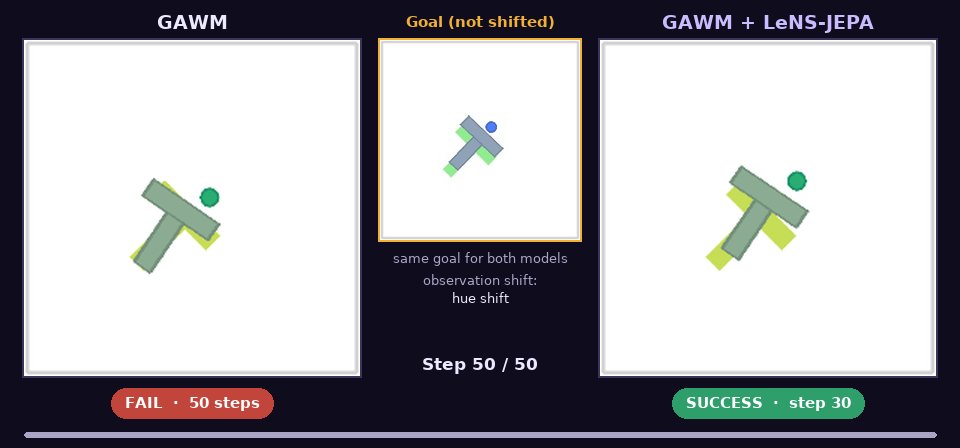 GAWM
Goal (not shifted)
GAWM + LeNS-JEPA
same goal for both models
observation shift:
hue shift
Step 50 / 50
FAIL · 50 steps
SUCCESS · step 30